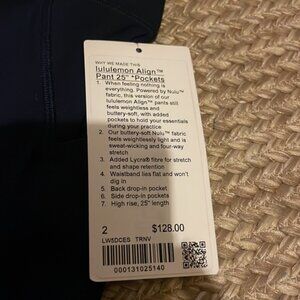 WHY WE MADE THIS
lululemon Align™
Pant 25" *Pockets
1. When feeling nothing is
everything. Powered by Nulu™
fabric, this version of our
lululemon Align™ pants still
feels weightless and
buttery-soft, with added
pockets to hold your essentials
during your practice
2. Our buttery-soft Nulu™ fabric
feels weightlessly light and is
sweat-wicking and four-way
stretch
3. Added Lycra® fibre for stretch
and shape retention
4. Waistband lies flat and won't
dig in
5. Back drop-in pocket
6. Side drop-in pockets
7. High rise, 25" length
2 $128.00
LW5DCES TRNV
000131025140